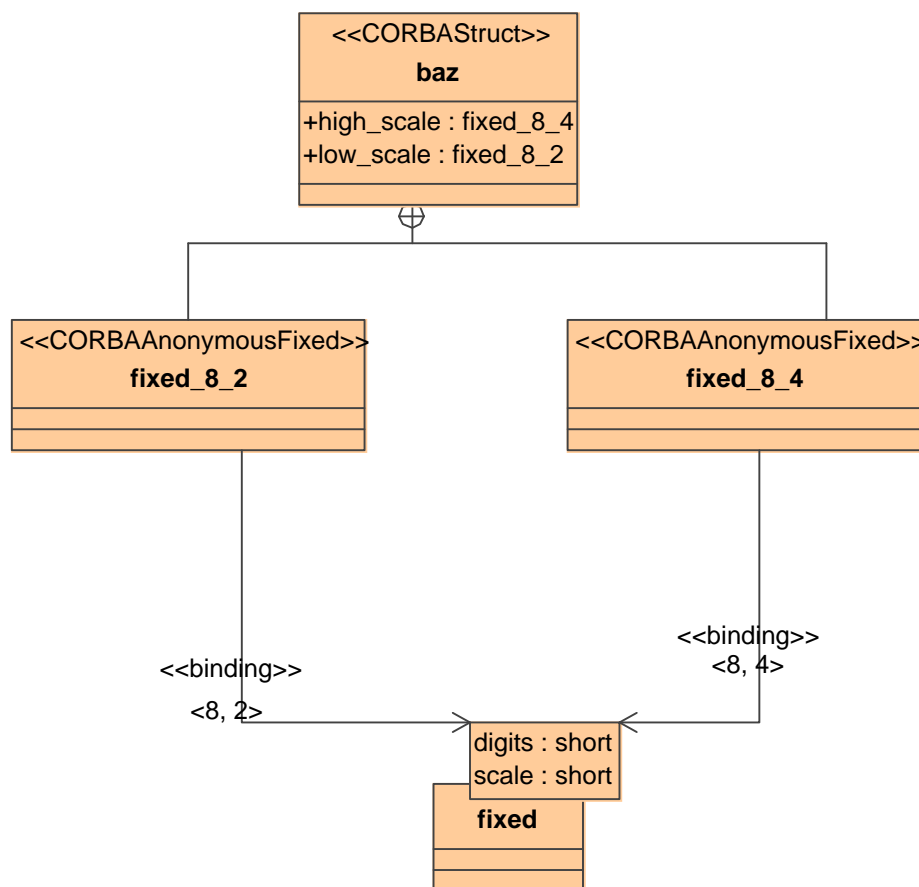 <<CORBAStruct>>
baz
+high_scale : fixed_8_4
+low_scale : fixed_8_2
<<CORBAAnonymousFixed>>
fixed_8_2
<<CORBAAnonymousFixed>>
fixed_8_4
<<binding>>
<8, 2>
<<binding>>
<8, 4>
digits : short
scale : short
fixed